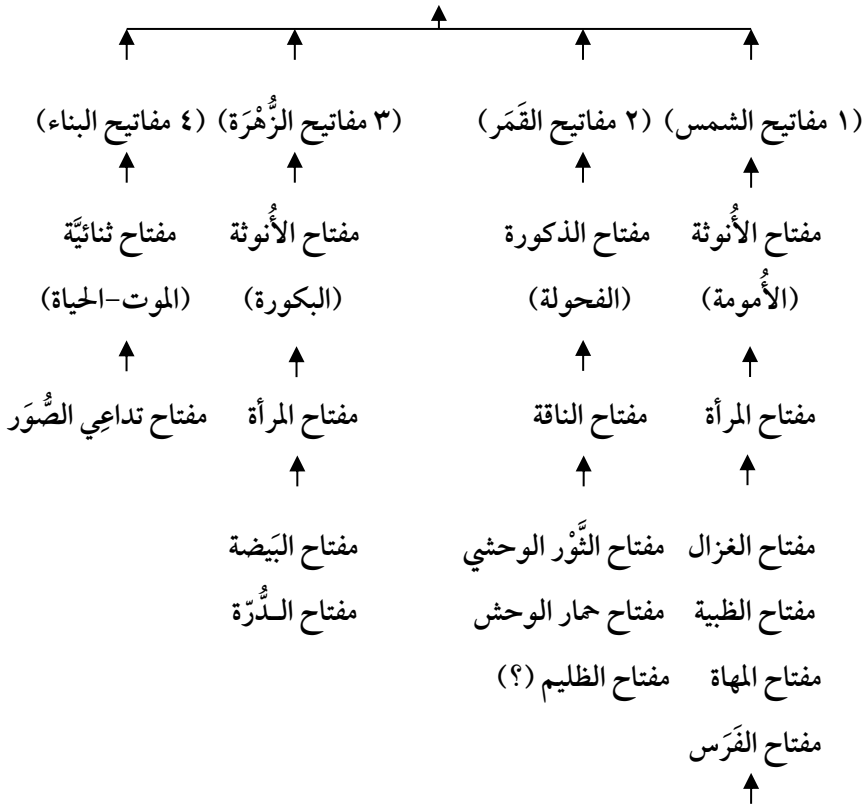 (١ مفاتيح الشمس) (٢ مفاتيح القَمَر) (٣ مفاتيح الزُّهْرَة) (٤ مفاتيح البناء)
مفتاح الأُنوثة مفتاح الذكورة مفتاح الأُنوثة مفتاح ثنائيَّة
(الأُمومة) (الفحولة) (البكورة) (الموت-الحياة)
مفتاح المرأة مفتاح الناقة مفتاح المرأة مفتاح تداعِي الصُّوَر
مفتاح الغزال مفتاح الثَّوْر الوحشي مفتاح البَيضة
مفتاح الظبية مفتاح حمار الوحش مفتاح الــدُّرّة
مفتاح المهاة مفتاح الظليم (؟)
مفتاح الفَرَس